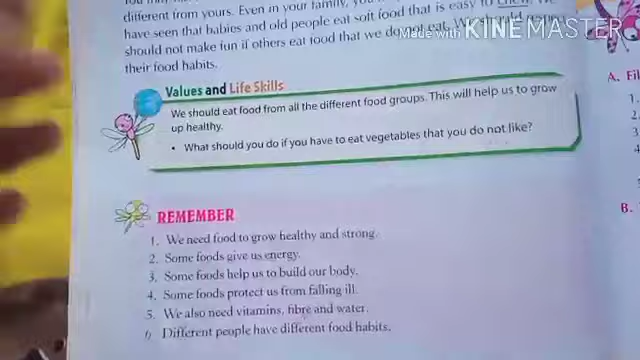 different from yours. Even in your family, you
have seen that babies and old people eat soft food that is easy to chew.
should not make fun if others eat food that we do not eat. We should
their food habits.
Made with KINEMASTER
Values and Life Skills
We should eat food from all the different food groups. This will help us to grow
up healthy.
• What should you do if you have to eat vegetables that you do not like?
REMEMBER
1. We need food to grow healthy and strong.
2. Some foods give us energy.
3. Some foods help us to build our body.
4. Some foods protect us from falling ill.
5. We also need vitamins, fibre and water.
6. Different people have different food habits.
A. Fil
1.
2.
3.
4
B.